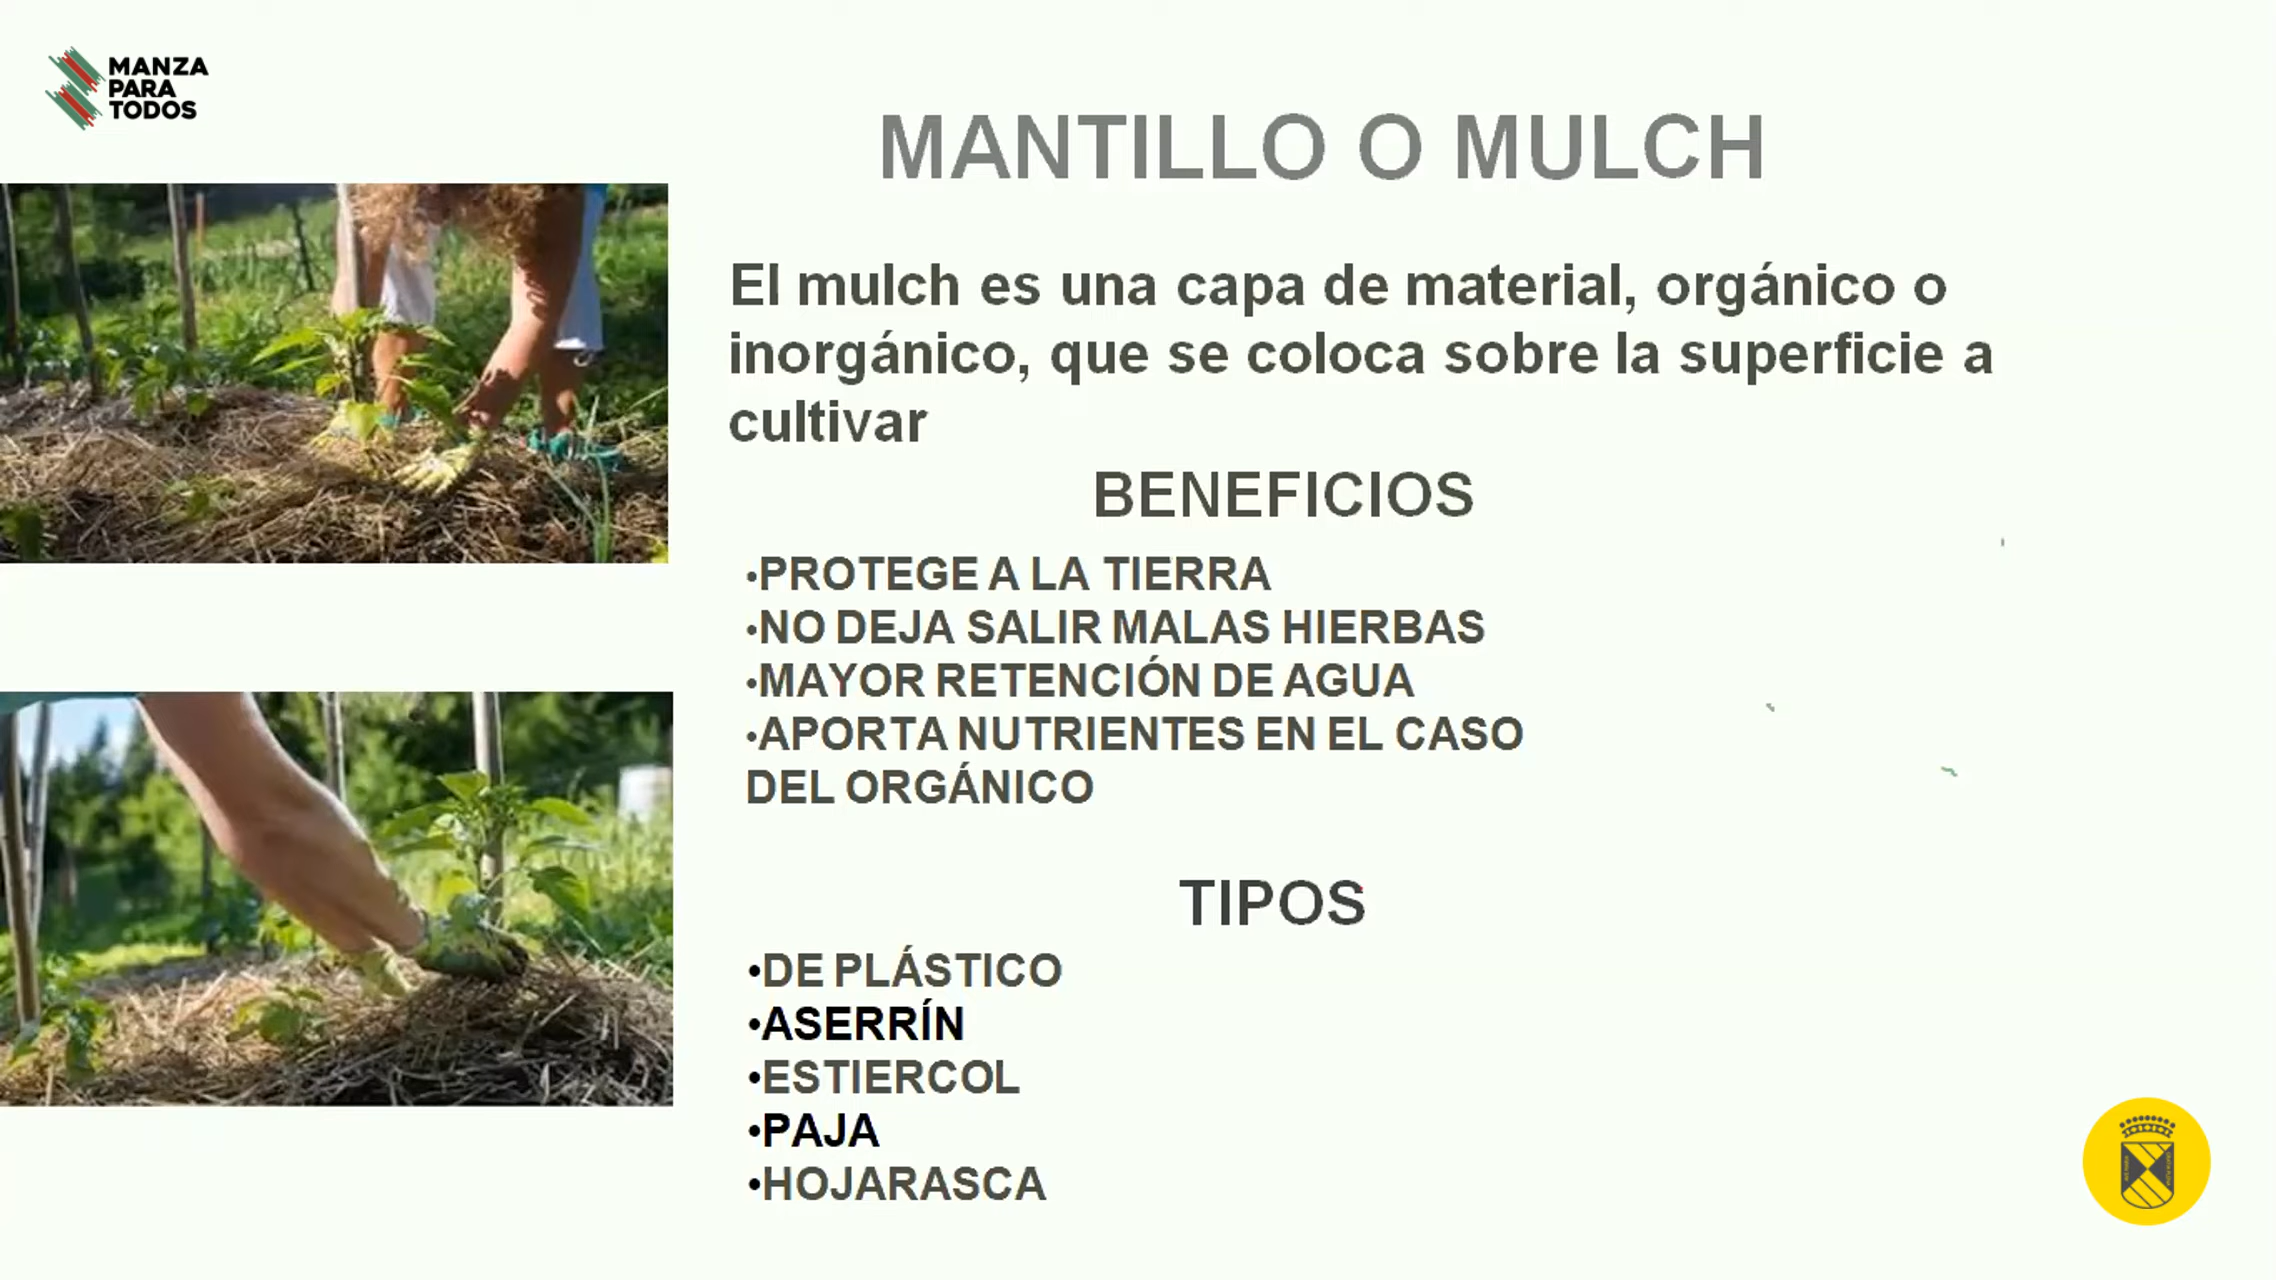 MANZA
PARA
TODOS
MANTILLO O MULCH
El mulch es una capa de material, orgánico o
inorgánico, que se coloca sobre la superficie a
cultivar
BENEFICIOS
•PROTEGE A LA TIERRA
•NO DEJA SALIR MALAS HIERBAS
•MAYOR RETENCIÓN DE AGUA
•APORTA NUTRIENTES EN EL CASO
DEL ORGÁNICO
TIPOS
•DE PLÁSTICO
•ASERRÍN
•ESTIERCOL
•PAJA
•HOJARASCA